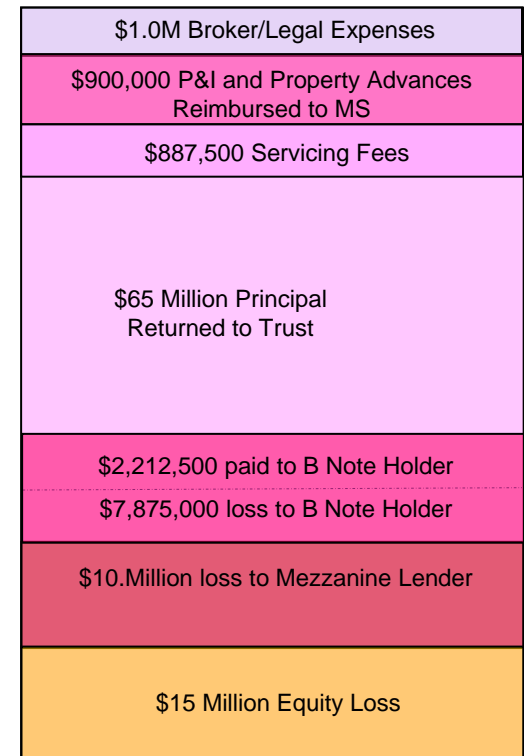 $1.0M Broker/Legal Expenses
$900,000 P&I and Property Advances
Reimbursed to MS
$887,500 Servicing Fees
$65 Million Principal
Returned to Trust
$2,212,500 paid to B Note Holder
$7,875,000 loss to B Note Holder
$10.Million loss to Mezzanine Lender
$15 Million Equity Loss